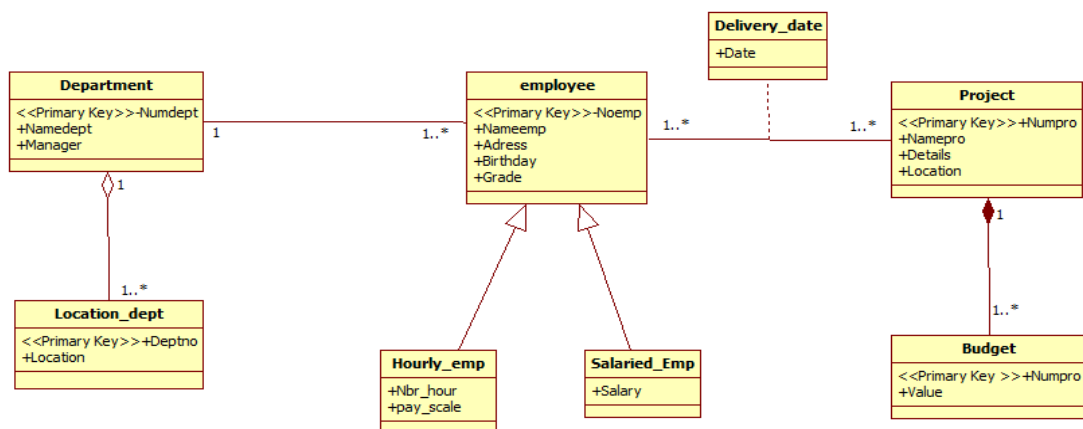 Delivery_date
+Date
Department
<<Primary Key>>-Numdept
+Namedept
+Manager
employee
<<Primary Key>>-Noemp
+Nameemp
+Adress
+Birthday
+Grade
Project
<<Primary Key>>+Numpro
+Namepro
+Details
+Location
1
1..*
1..*
1..*
1
1
1..*
1..*
Location_dept
<<Primary Key>>+Deptno
+Location
Hourly_emp
+Nbr_hour
+pay_scale
Salaried_Emp
+Salary
Budget
<<Primary Key >>+Numpro
+Value